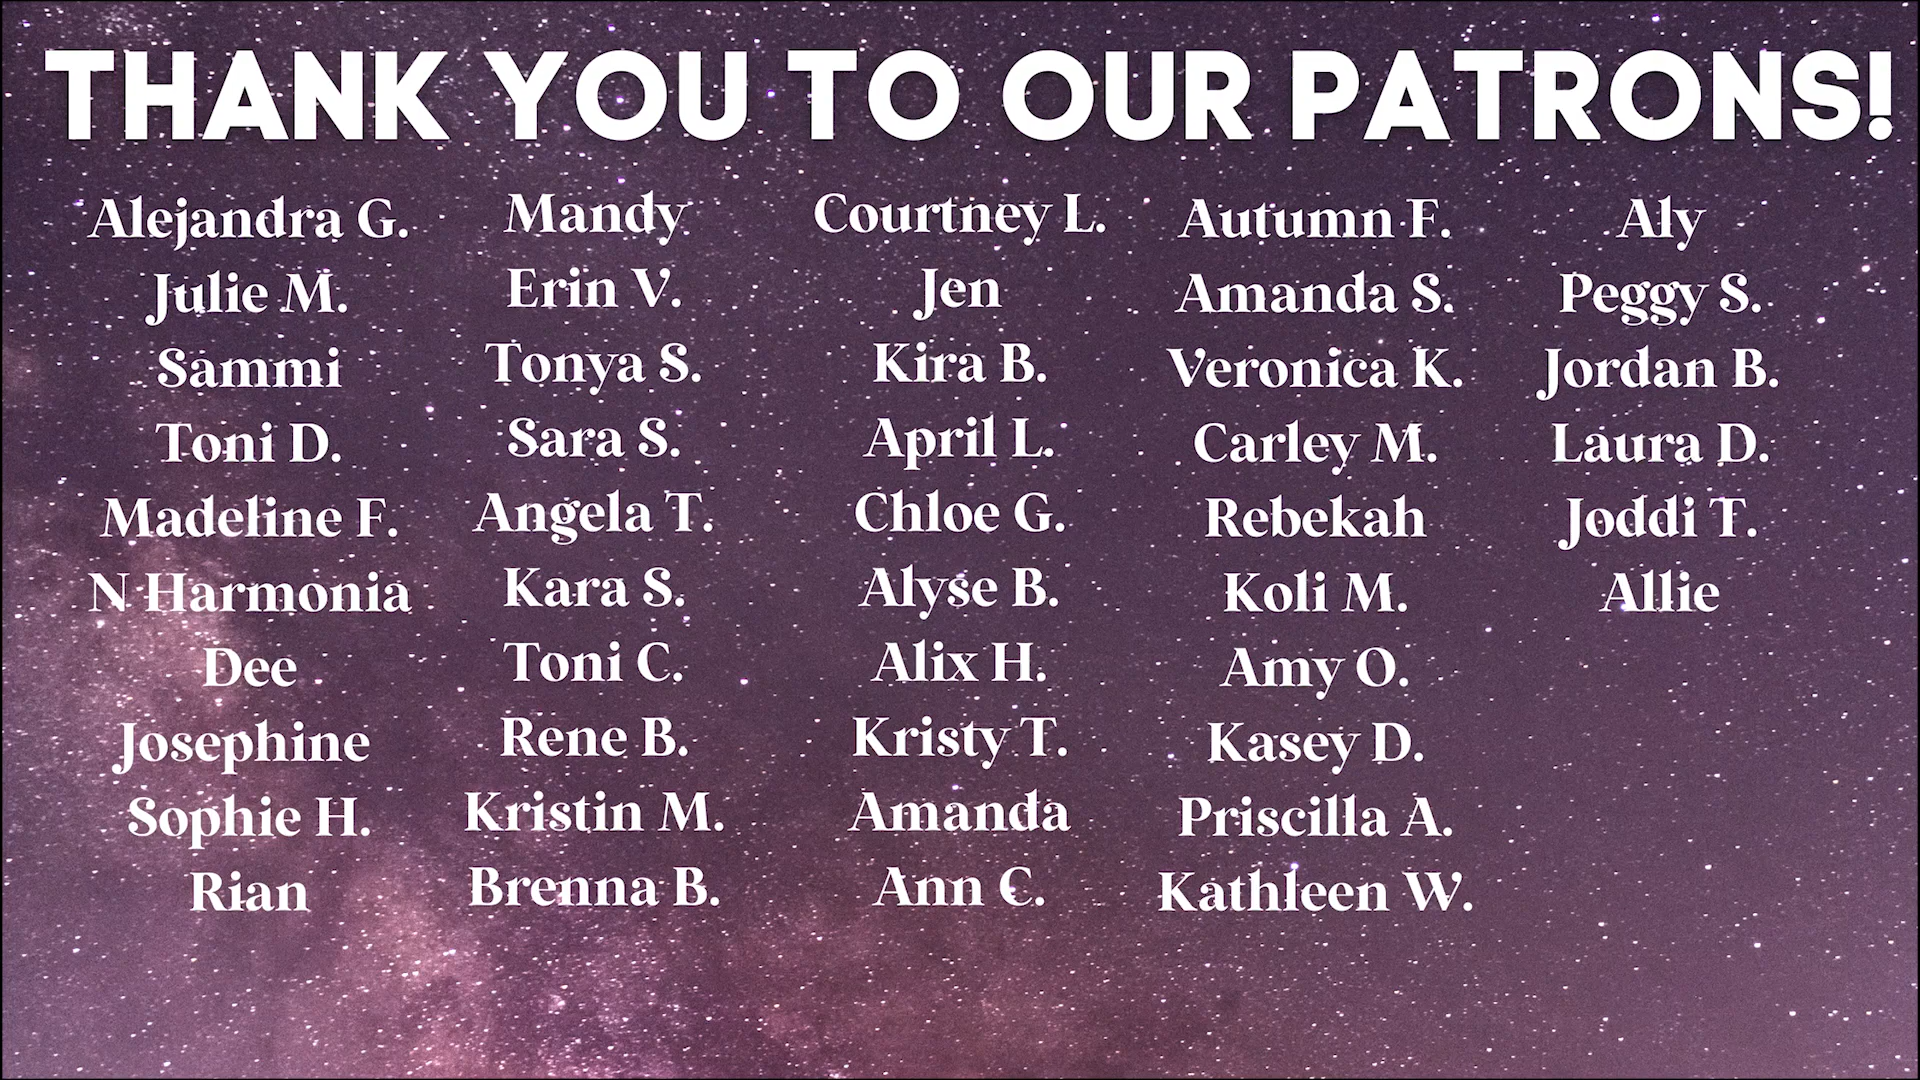 THANK YOU TO OUR PATRONS!
Alejandra G.
Julie M.
Sammi
Toni D.
Madeline F.
N Harmonia
Dee
Josephine
Sophie H.
Rian
Mandy
Erin V.
Tonya S.
Sara S.
Angela T.
Kara S.
Toni C.
Rene B.
Kristin M.
Brenna B.
Courtney L.
Jen
Kira B.
April L.
Chloe G.
Alyse B.
Alix H.
Kristy T.
Amanda
Ann C.
Autumn F.
Amanda S.
Veronica K.
Carley M.
Rebekah
Koli M.
Amy O.
Kasey D.
Priscilla A.
Kathleen W.
Aly
Peggy S.
Jordan B.
Laura D.
Joddi T.
Allie